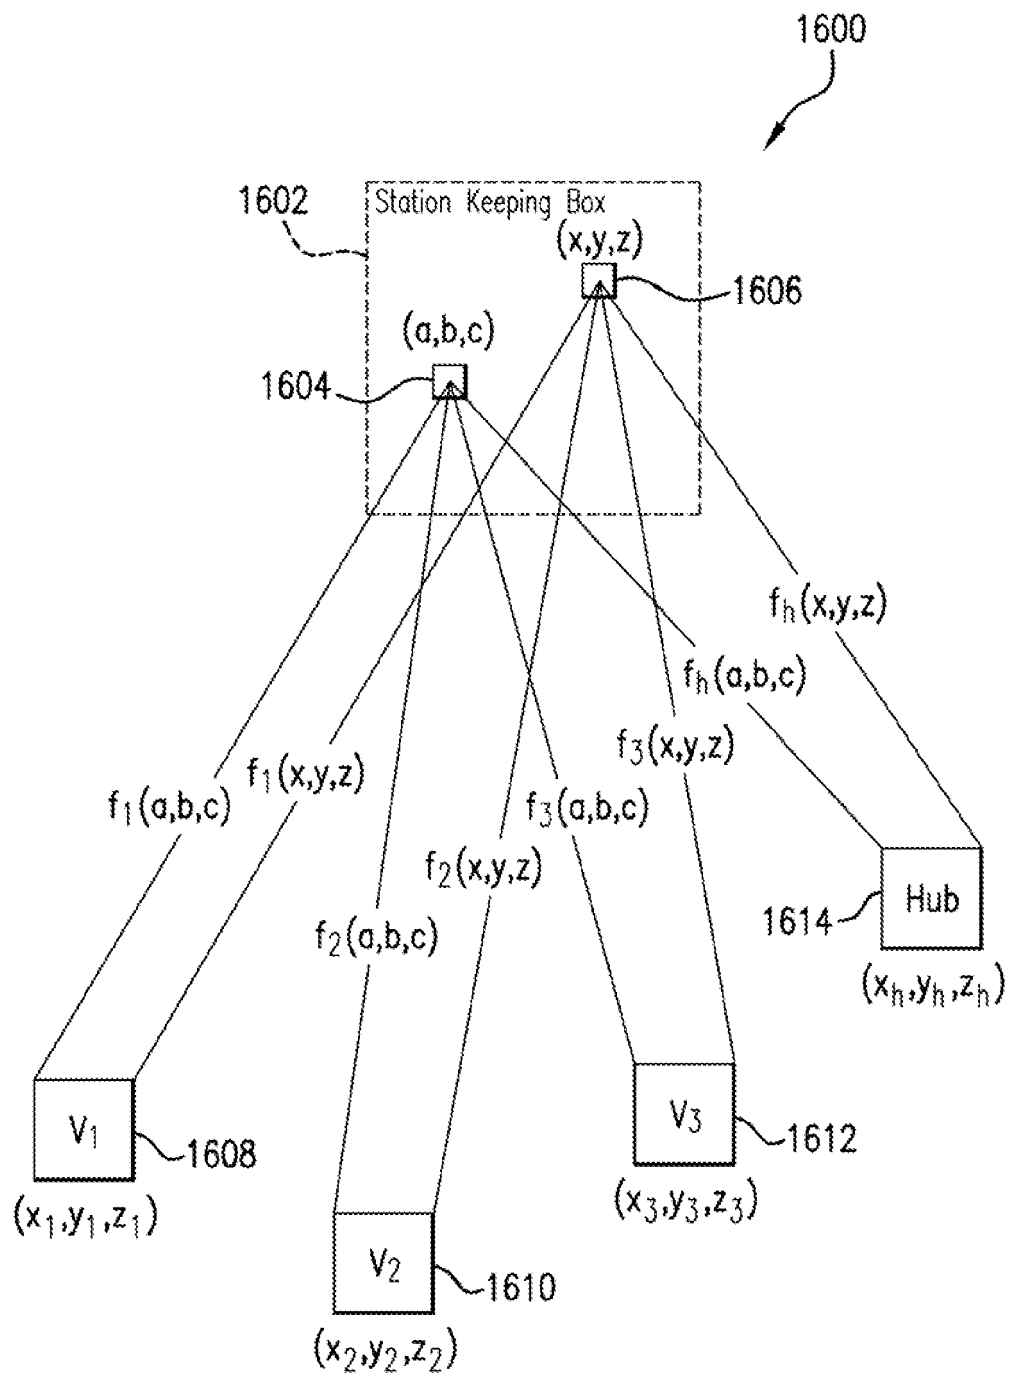 1600
1602
Station Keeping Box
(x,y,z)
1606
(a,b,c)
1604
fh(x,y,z)
fh(a,b,c)
f3(x,y,z)
f1(x,y,z)
f1(a,b,c)
f3(a,b,c)
f2(x,y,z)
f2(a,b,c)
Hub
1614
(xh,yh,zh)
V1
1608
(x1,y1,z1)
V3
1612
(x3,y3,z3)
V2
1610
(x2,y2,z2)